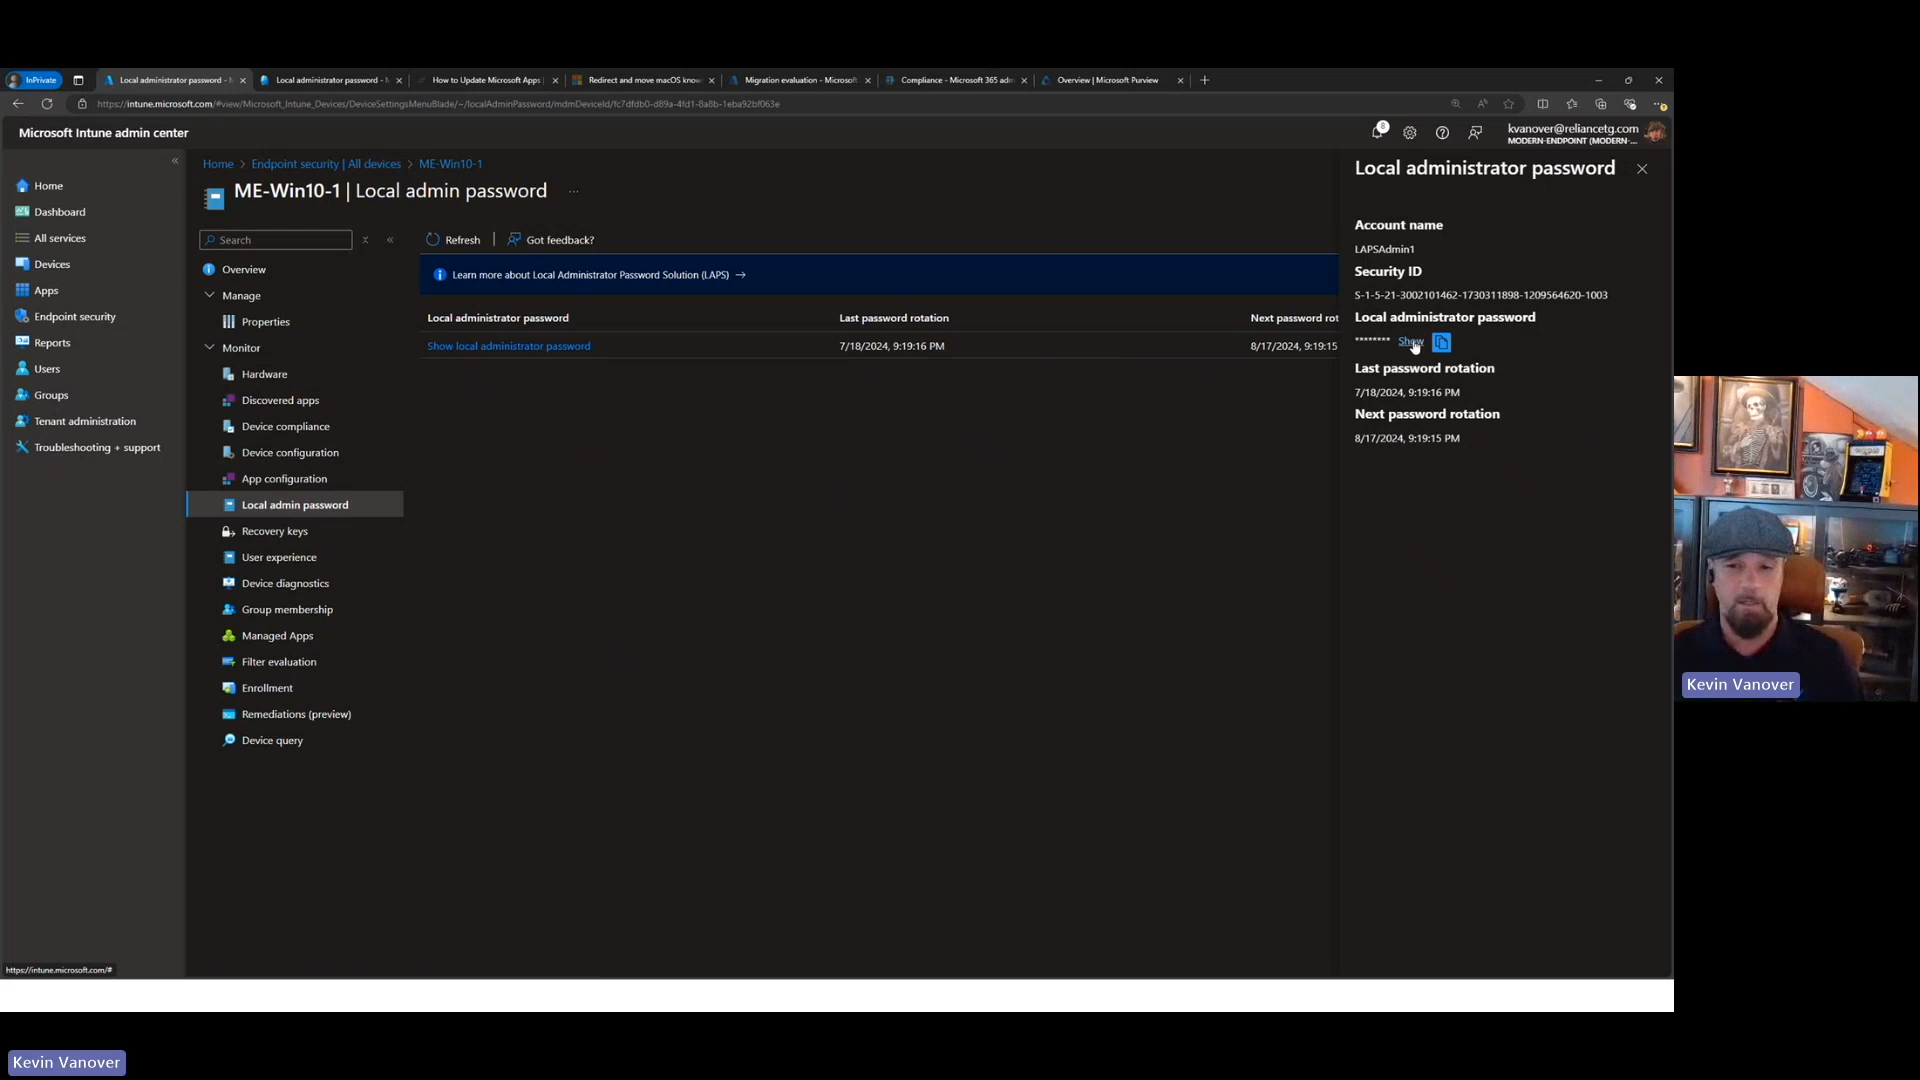 InPrivate
Local administrator password - M
Local administrator password - M
How to Update Microsoft Apps
Redirect and move macOS know
Migration evaluation - Microsoft
Compliance - Microsoft 365 adm
Overview | Microsoft Purview
https://intune.microsoft.com/#view/Microsoft_Intune_Devices/DeviceSettingsMenuBlade/~/localAdminPassword/mdmDeviceId/fc7dfdb0-d89a-4fd1-8a8b-1eba92bf063e
Microsoft Intune admin center
8
kvanover@reliancetg.com
MODERN-ENDPOINT (MODERN-...
Home
Dashboard
All services
Devices
Apps
Endpoint security
Reports
Users
Groups
Tenant administration
Troubleshooting + support
Home > Endpoint security | All devices > ME-Win10-1
ME-Win10-1 | Local admin password ...
Search
Overview
Manage
Properties
Monitor
Hardware
Discovered apps
Device compliance
Device configuration
App configuration
Local admin password
Recovery keys
User experience
Device diagnostics
Group membership
Managed Apps
Filter evaluation
Enrollment
Remediations (preview)
Device query
Refresh
Got feedback?
Learn more about Local Administrator Password Solution (LAPS) →
Local administrator password
Last password rotation
Next password rot
Show local administrator password
7/18/2024, 9:19:16 PM
8/17/2024, 9:19:15
Local administrator password
Account name
LAPSAdmin1
Security ID
S-1-5-21-3002101462-1730311898-1209564620-1003
Local administrator password
******** Show
Last password rotation
7/18/2024, 9:19:16 PM
Next password rotation
8/17/2024, 9:19:15 PM
https://intune.microsoft.com/#
Kevin Vanover
Kevin Vanover